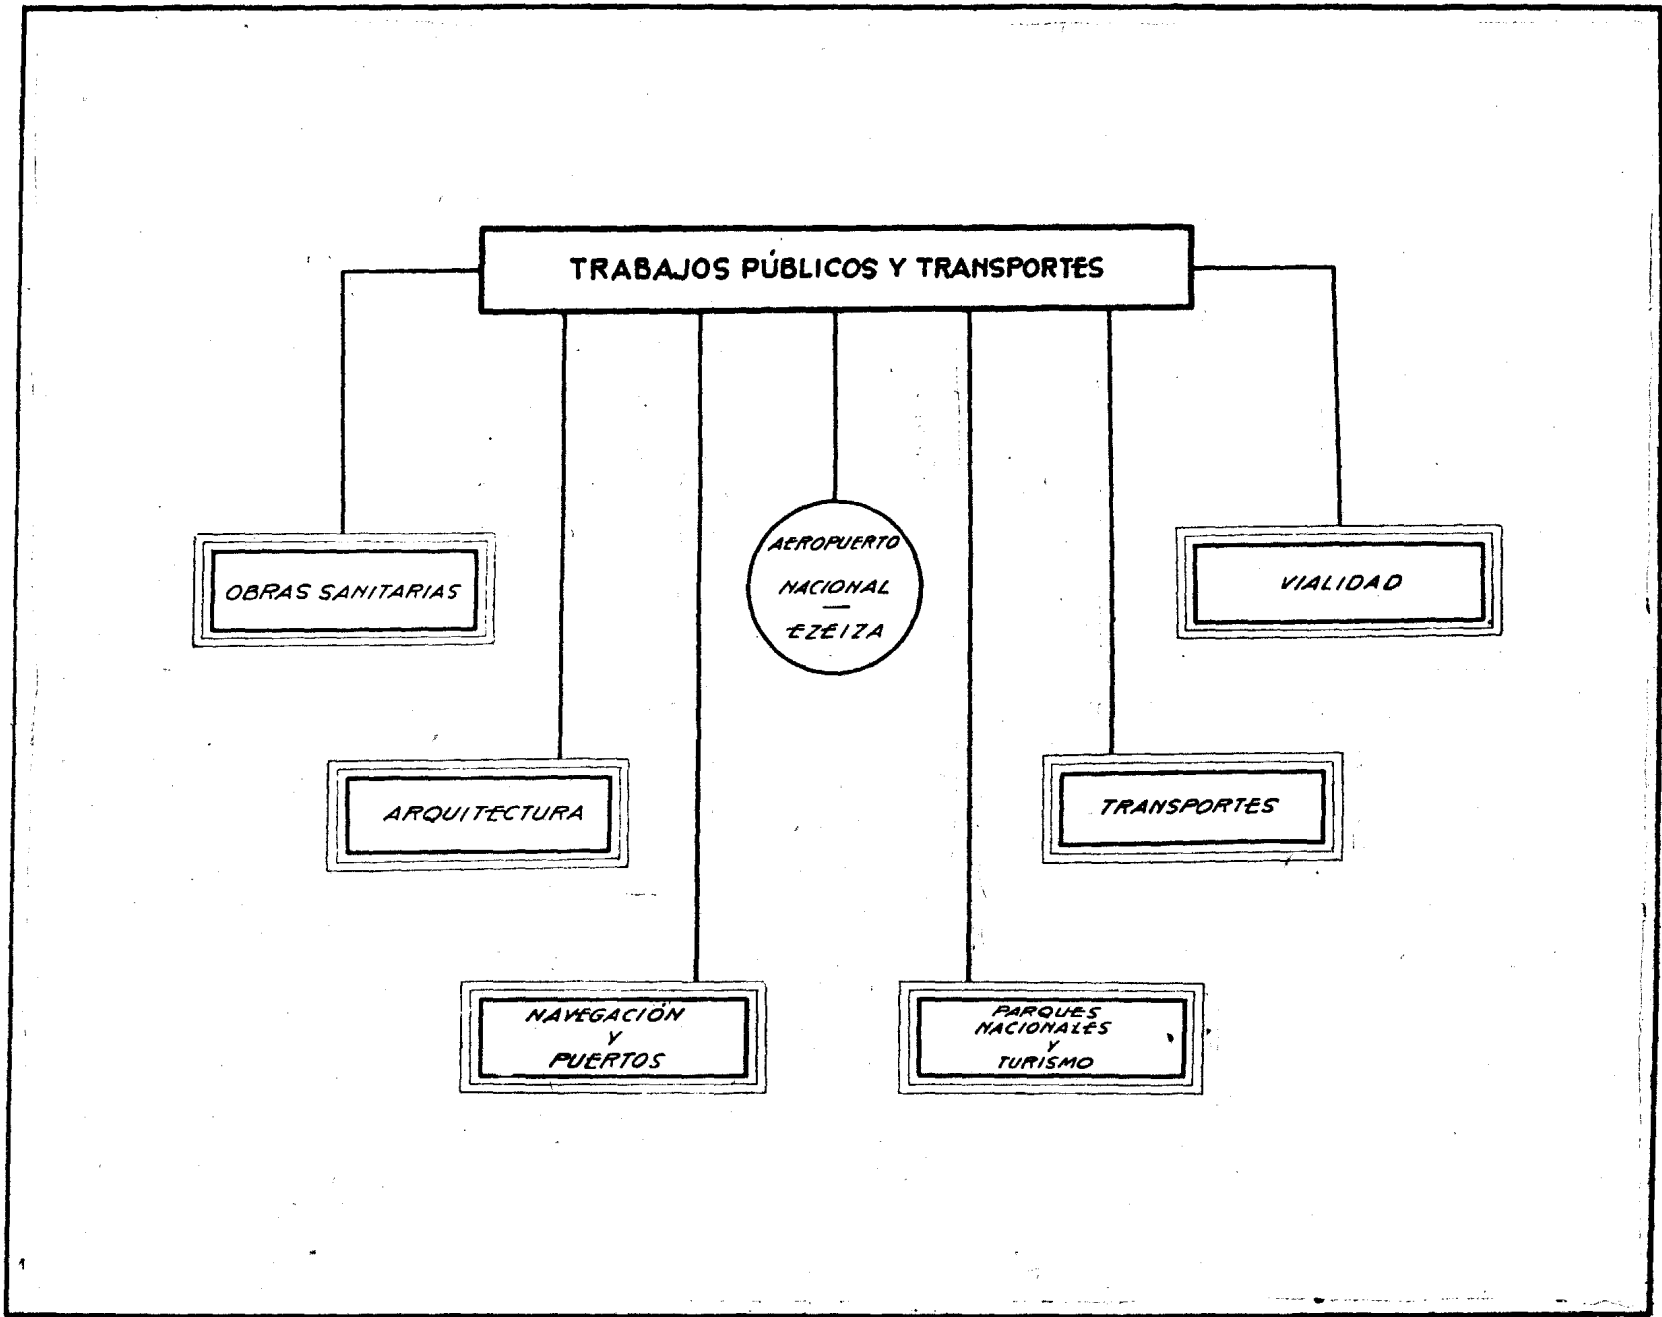 TRABAJOS PÚBLICOS Y TRANSPORTES
OBRAS SANITARIAS
AEROPUERTO
NACIONAL
—
EZEIZA
VIALIDAD
ARQUITECTURA
TRANSPORTES
NAVEGACIÓN
Y
PUERTOS
PARQUES
NACIONALES
Y
TURISMO